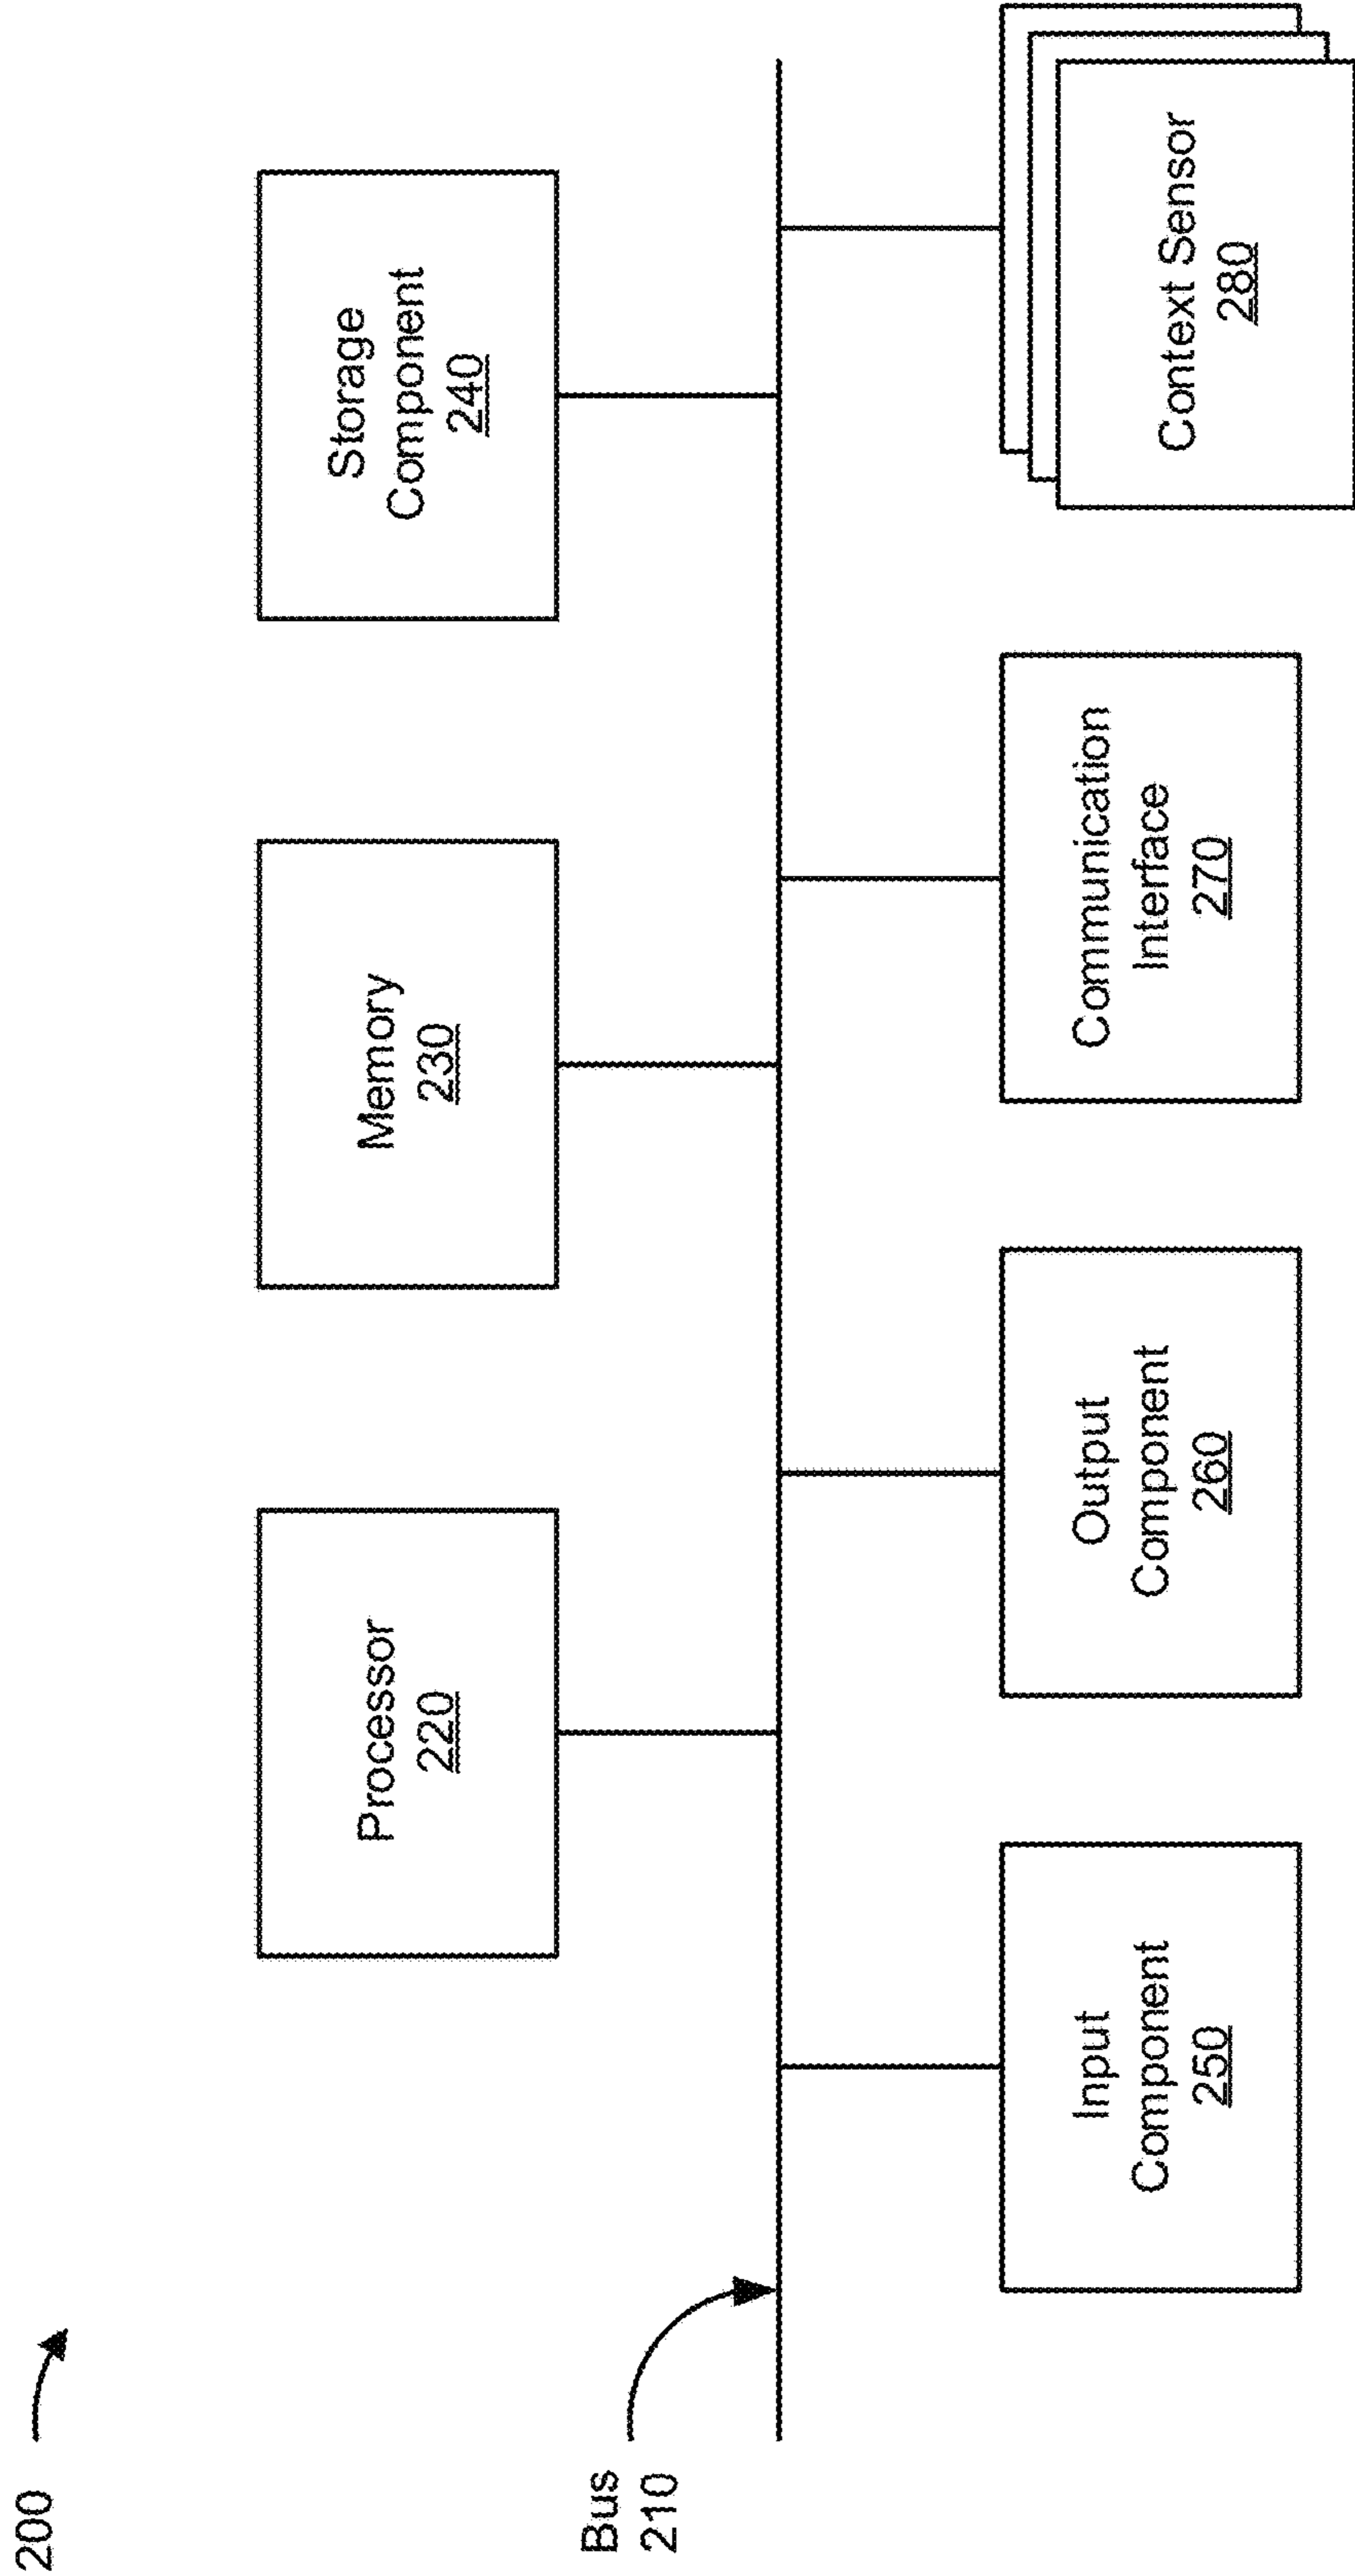 200
Processor
220
Memory
230
Storage
Component
240
Bus
210
Input
Component
250
Output
Component
260
Communication
Interface
270
Context Sensor
280